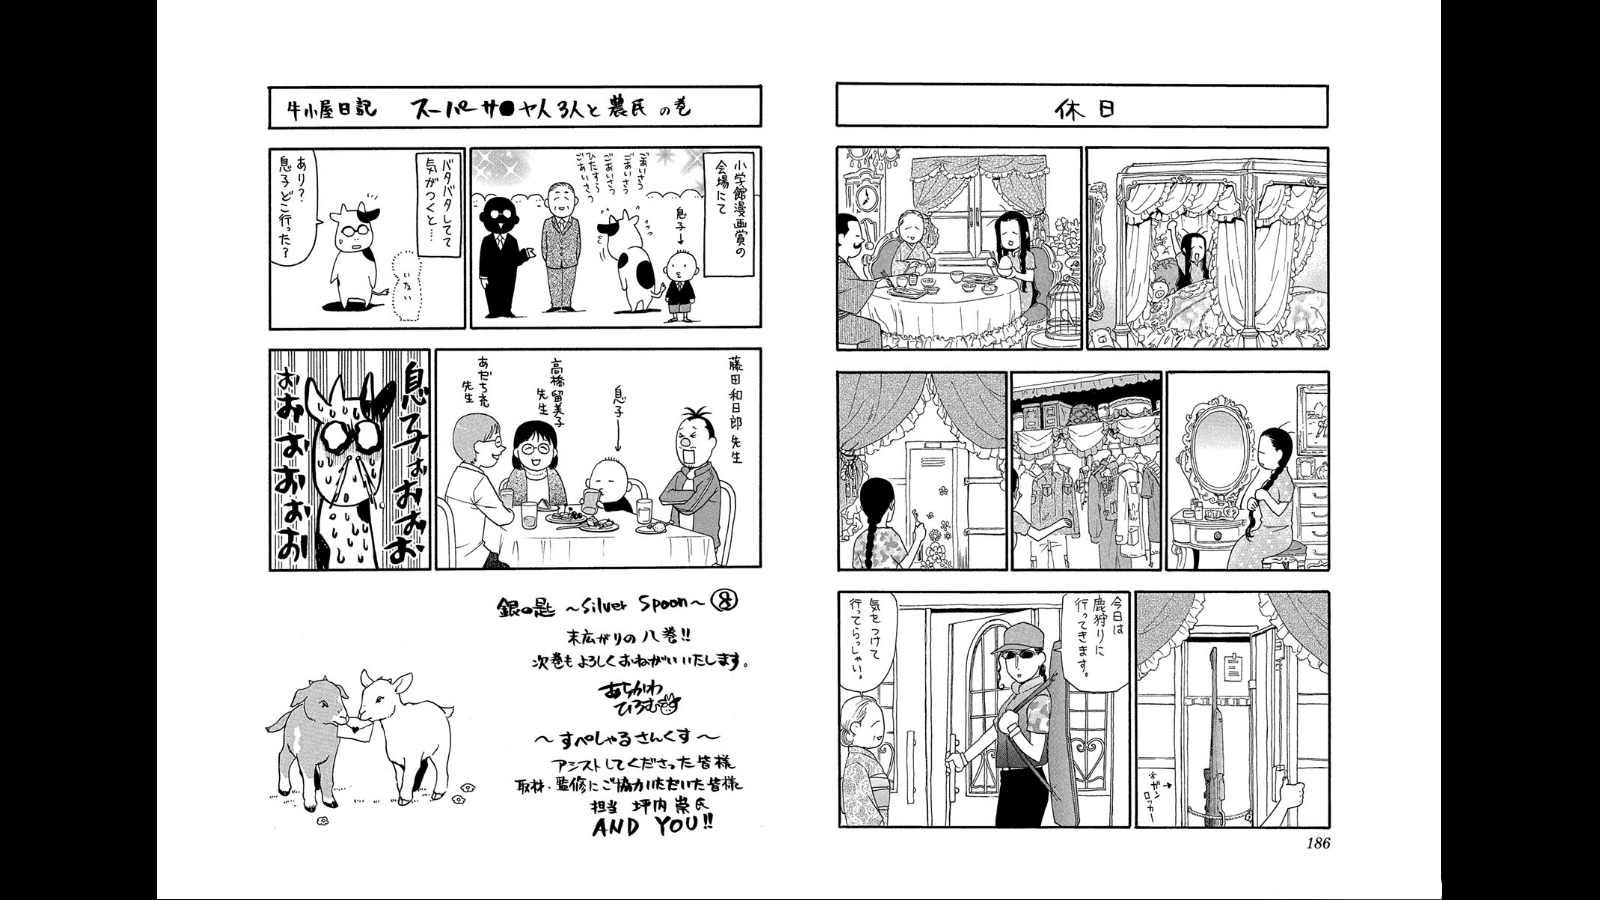 休日
今日は
鹿狩りに
行ってきます。
気をつけて
行ってらっしゃい。
※ガン
ロッカー
186
牛小屋日記 スーパーサ●ヤ人3人と農民の巻
小学館漫画賞の
会場にて
息子
ごあいさつ
ごあいさつ
ごあいさつ
ひたすら
ごあいさつ
バタバタしてて
気がつくと…
いない
あり?
息子どこ行った?
藤田和日郎先生
息子
高橋留美子
先生
あだち充
先生
息子ぉおおお
おおおおおお
銀の匙 ～Silver Spoon～ ⑧
末広がりの八巻!!
次巻もよろしくおねがいいたします。
あらかわ
ひろむ
～すぺしゃるさんくす～
アシストしてくださった皆様
取材・監修にご協力いただいた皆様
担当 坪内崇氏
AND YOU!!